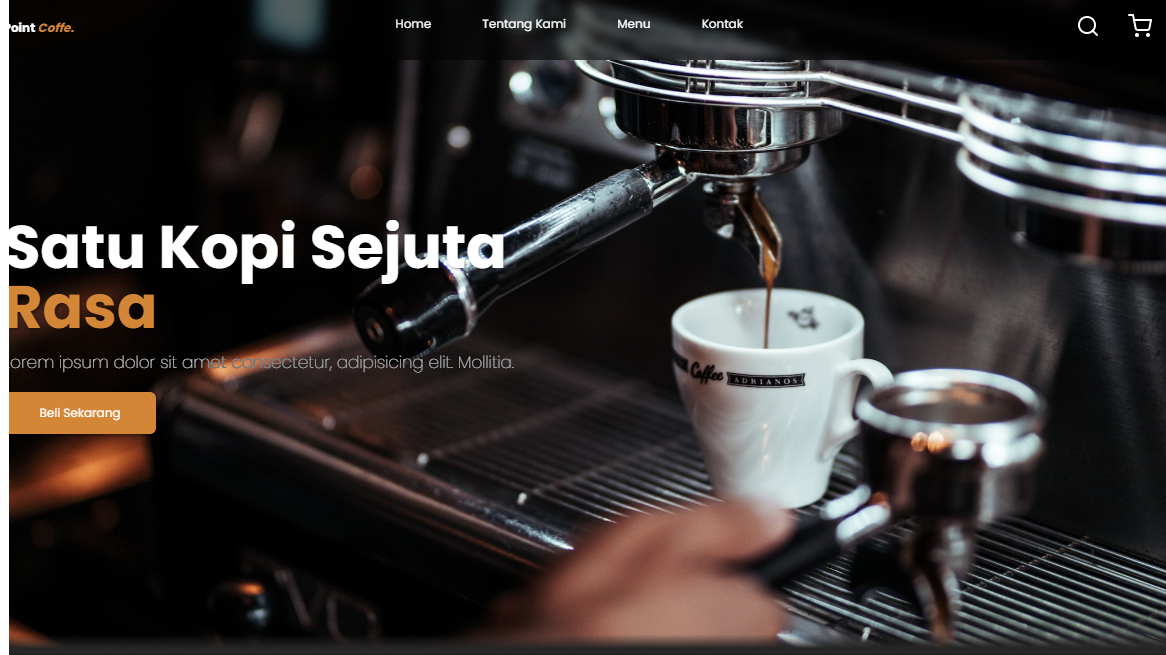 Point Coffe.
Home
Tentang Kami
Menu
Kontak
Satu Kopi Sejuta
Rasa
Lorem ipsum dolor sit amet consectetur, adipisicing elit. Mollitia.
Beli Sekarang
Coffee
ADRIANOS